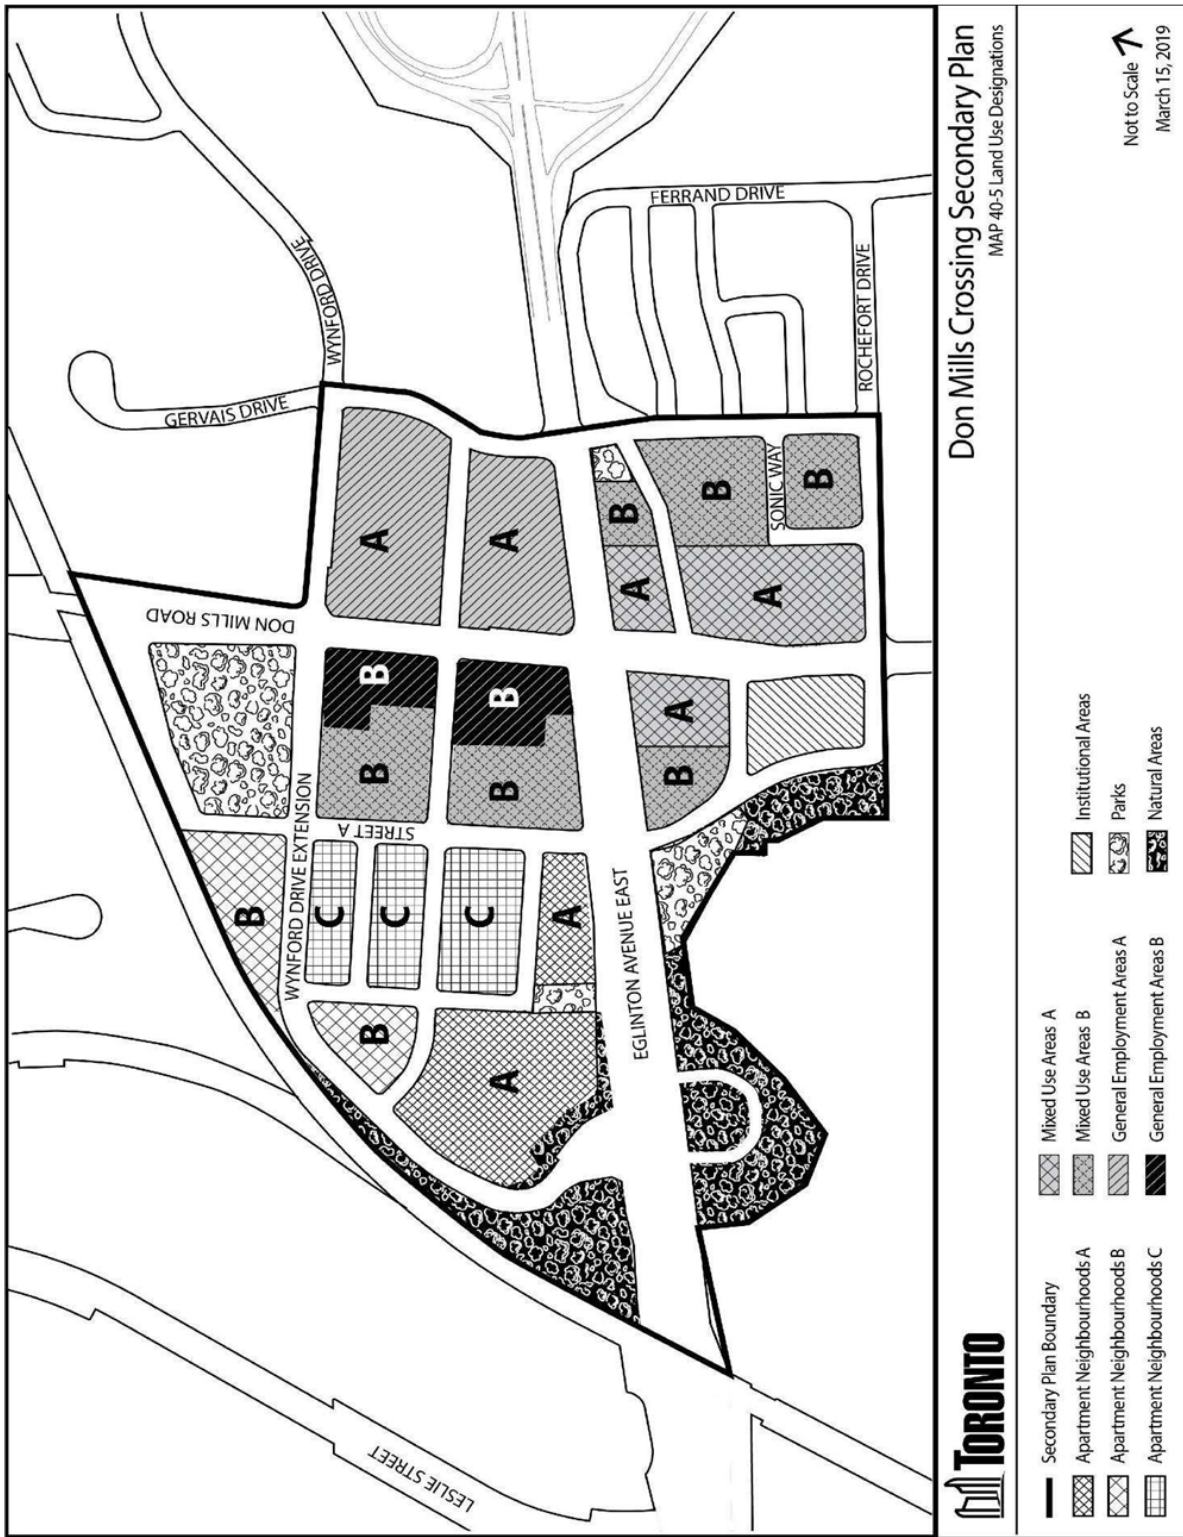 WYNFORD DRIVE
GERVAIS DRIVE
WYNFORD DRIVE
FERRAND DRIVE
ROCHEFORT DRIVE
SONIC WAY
DON MILLS ROAD
WYNFORD DRIVE EXTENSION
STREET A
EGLINTON AVENUE EAST
LESLIE STREET
A
A
B
A
B
A
B
B
B
B
B
A
B
B
C
C
C
A
B
A
TORONTO
Don Mills Crossing Secondary Plan
MAP 40-5 Land Use Designations
Secondary Plan Boundary
Apartment Neighbourhoods A
Apartment Neighbourhoods B
Apartment Neighbourhoods C
Mixed Use Areas A
Mixed Use Areas B
General Employment Areas A
General Employment Areas B
Institutional Areas
Parks
Natural Areas
Not to Scale
March 15, 2019